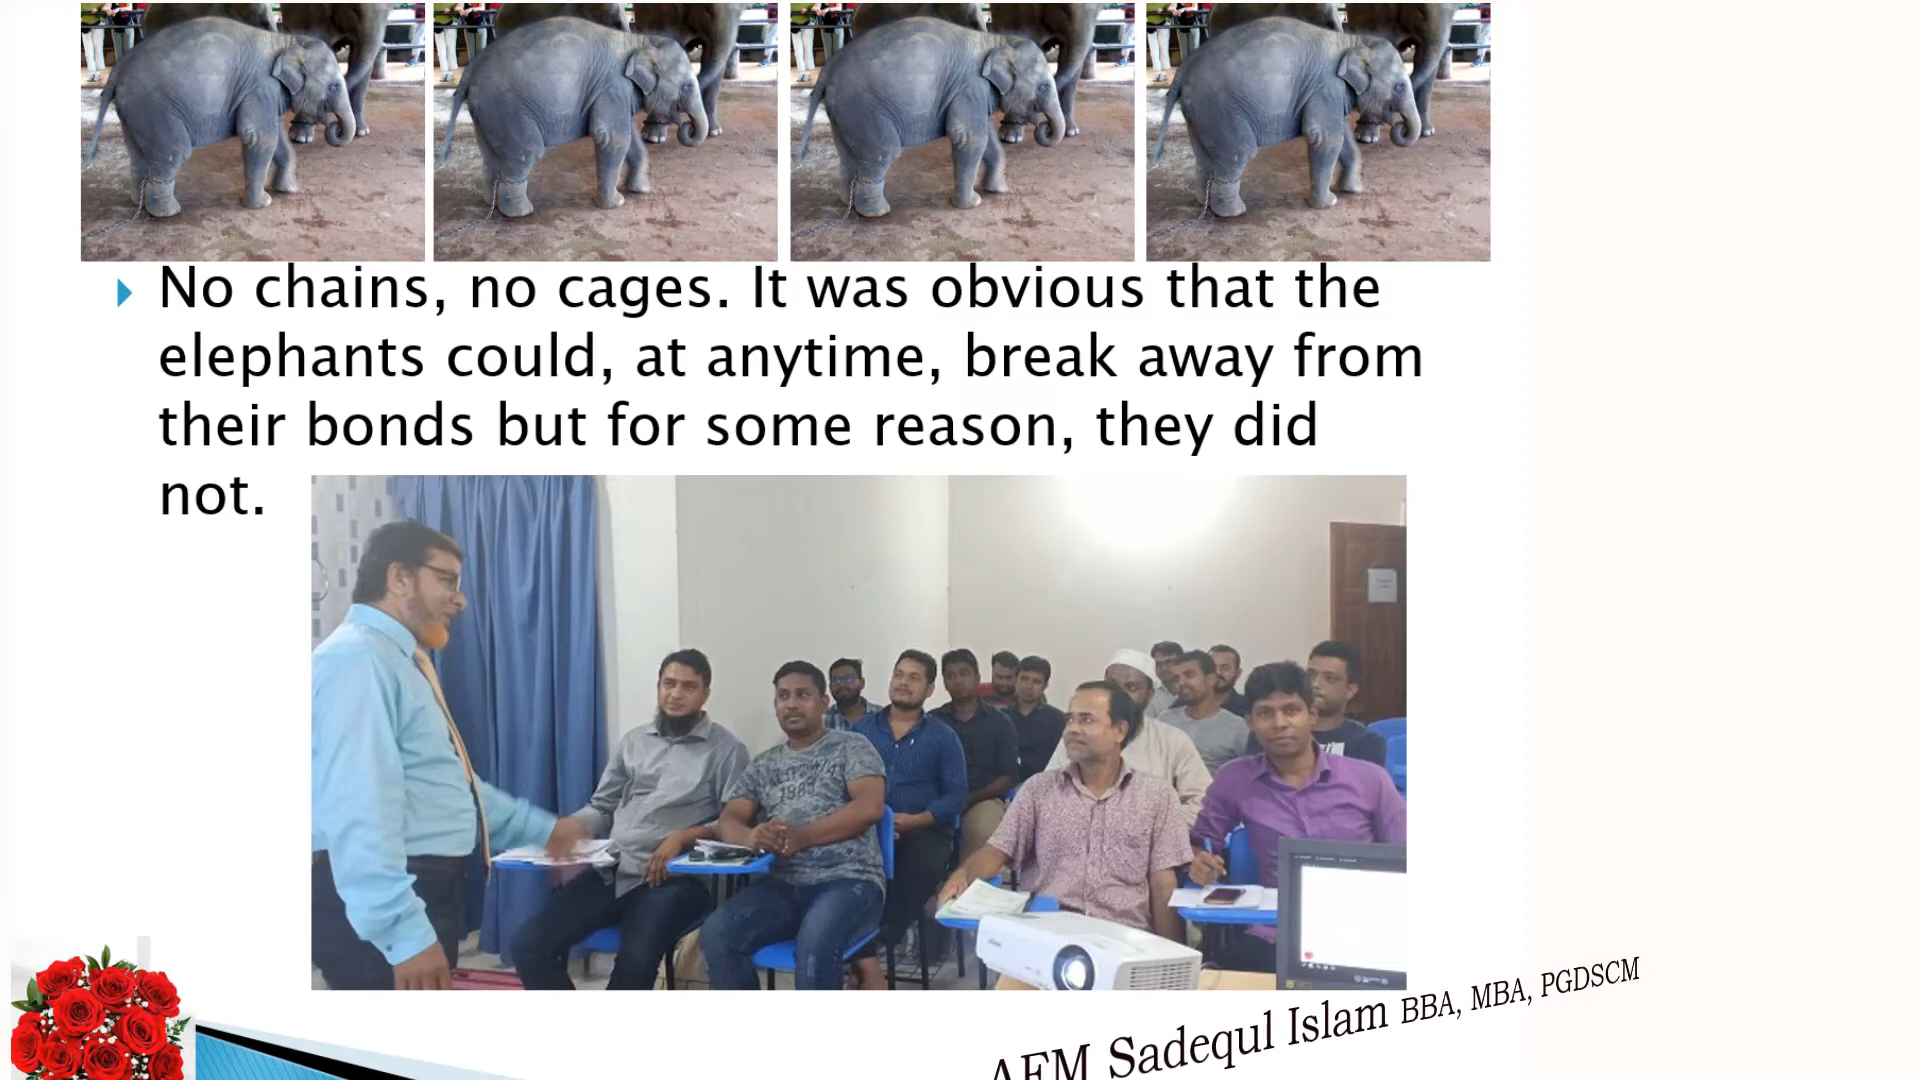 No chains, no cages. It was obvious that the
elephants could, at anytime, break away from
their bonds but for some reason, they did
not.
1983
AFM Sadequl Islam BBA, MBA, PGDSCM